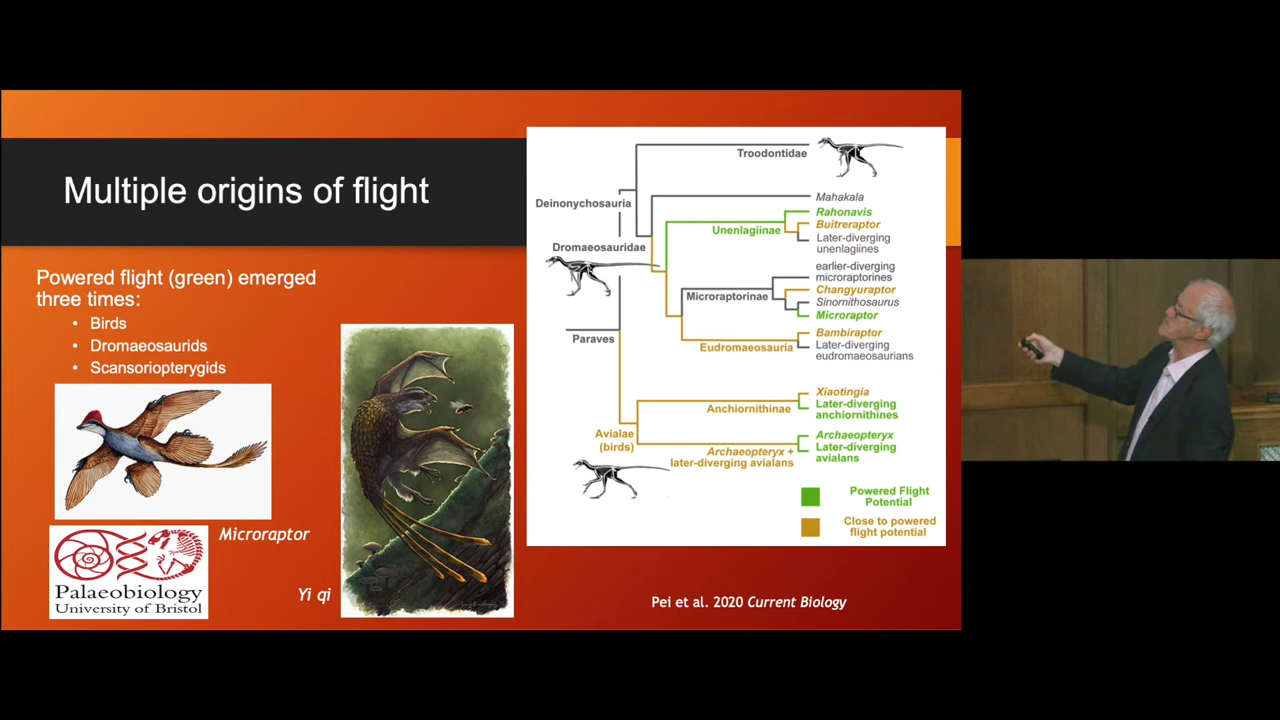 Multiple origins of flight
Powered flight (green) emerged
three times:
• Birds
• Dromaeosaurids
• Scansoriopterygids
Microraptor
Palaeobiology
University of Bristol
Yi qi
Troodontidae
Deinonychosauria
Mahakala
Rahonavis
Buitreraptor
Unenlagiinae
Later-diverging
unenlagiines
Dromaeosauridae
earlier-diverging
microraptorines
Changyuraptor
Microraptorinae
Sinornithosaurus
Microraptor
Paraves
Bambiraptor
Eudromaeosauria
Later-diverging
eudromaeosaurians
Xiaotingia
Anchiornithinae
Later-diverging
anchiornithines
Avialae
(birds)
Archaeopteryx
Archaeopteryx +
later-diverging avialans
Later-diverging
avialans
Powered Flight
Potential
Close to powered
flight potential
Pei et al. 2020 Current Biology